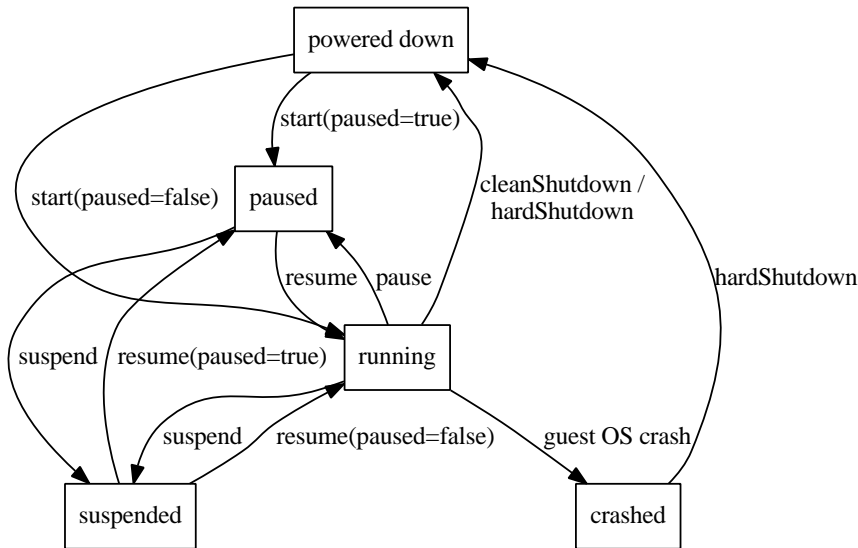 powered down
start(paused=true)
cleanShutdown /
hardShutdown
start(paused=false)
paused
resume
pause
hardShutdown
suspend
resume(paused=true)
running
suspend
resume(paused=false)
guest OS crash
suspended
crashed